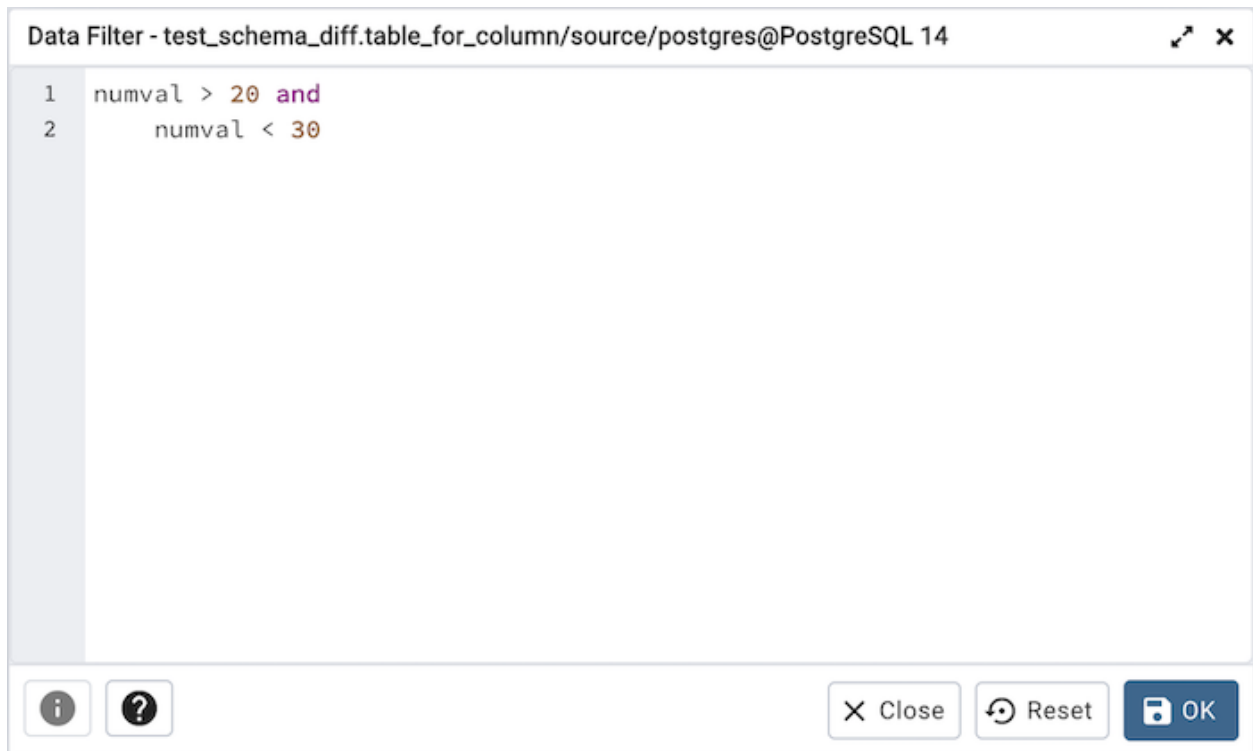 Data Filter - test_schema_diff.table_for_column/source/postgres@PostgreSQL 14
1 numval > 20 and
2     numval < 30
i ? Close Reset OK